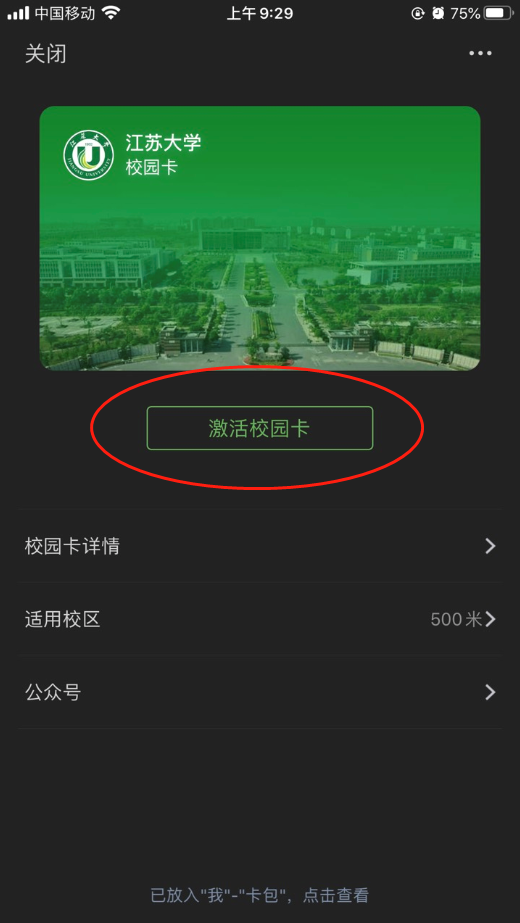 中国移动 上午9:29 75%
关闭
江苏大学
校园卡
激活校园卡
校园卡详情
适用校区 500米
公众号
已放入"我"-"卡包"，点击查看